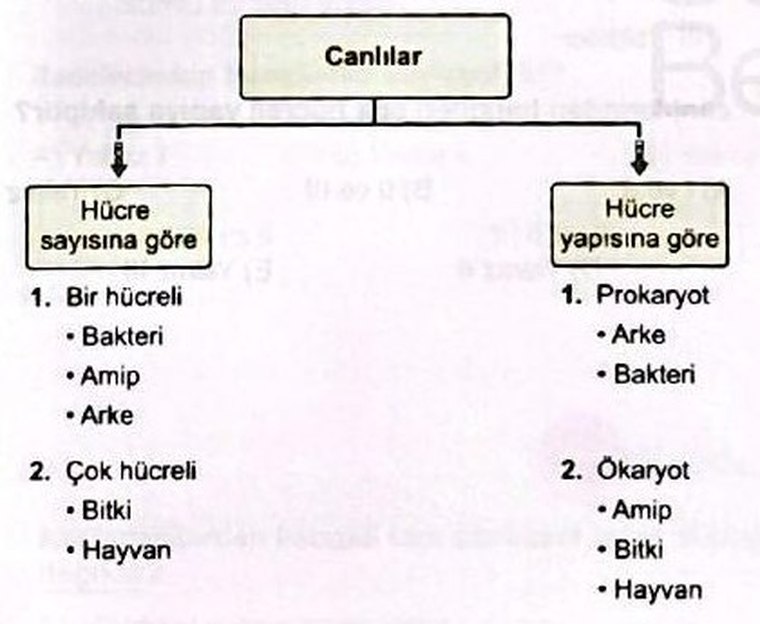 Canlılar
Hücre
sayısına göre
1. Bir hücreli
• Bakteri
• Amip
• Arke
2. Çok hücreli
• Bitki
• Hayvan
Hücre
yapısına göre
1. Prokaryot
• Arke
• Bakteri
2. Ökaryot
• Amip
• Bitki
• Hayvan